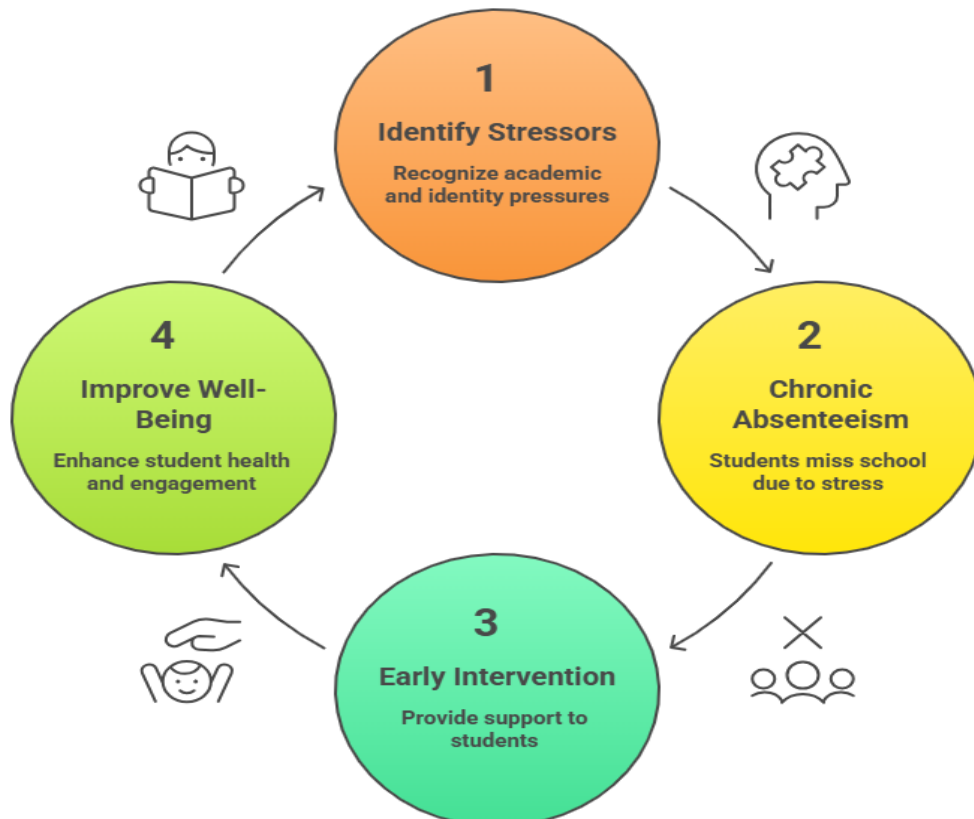 1
Identify Stressors
Recognize academic
and identity pressures
2
Chronic
Absenteeism
Students miss school
due to stress
3
Early Intervention
Provide support to
students
4
Improve Well-
Being
Enhance student health
and engagement